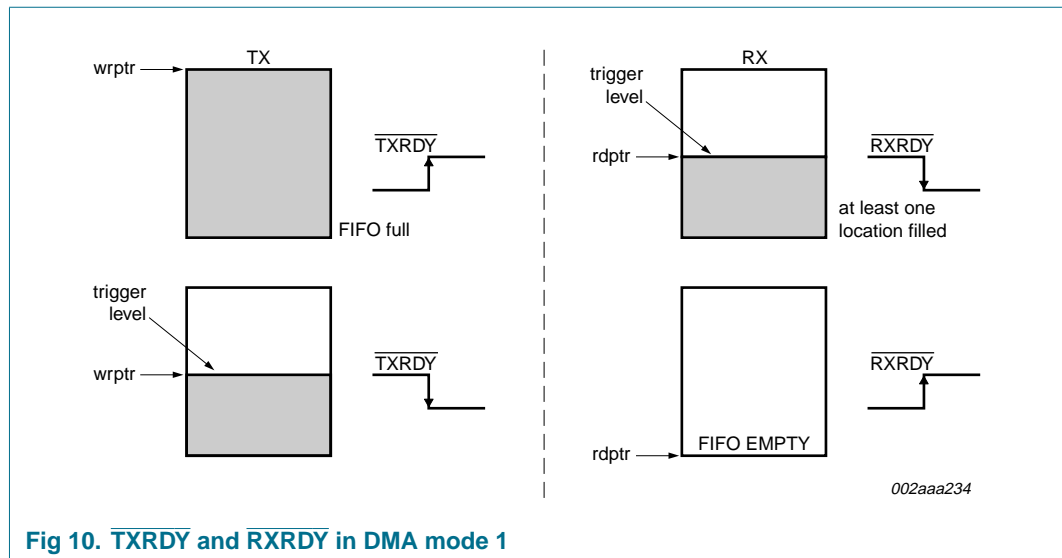 TX
wrptr
TXRDY
FIFO full
trigger
level
wrptr
TXRDY
RX
trigger
level
rdptr
RXRDY
at least one
location filled
RXRDY
FIFO EMPTY
rdptr
002aaa234
Fig 10. TXRDY and RXRDY in DMA mode 1